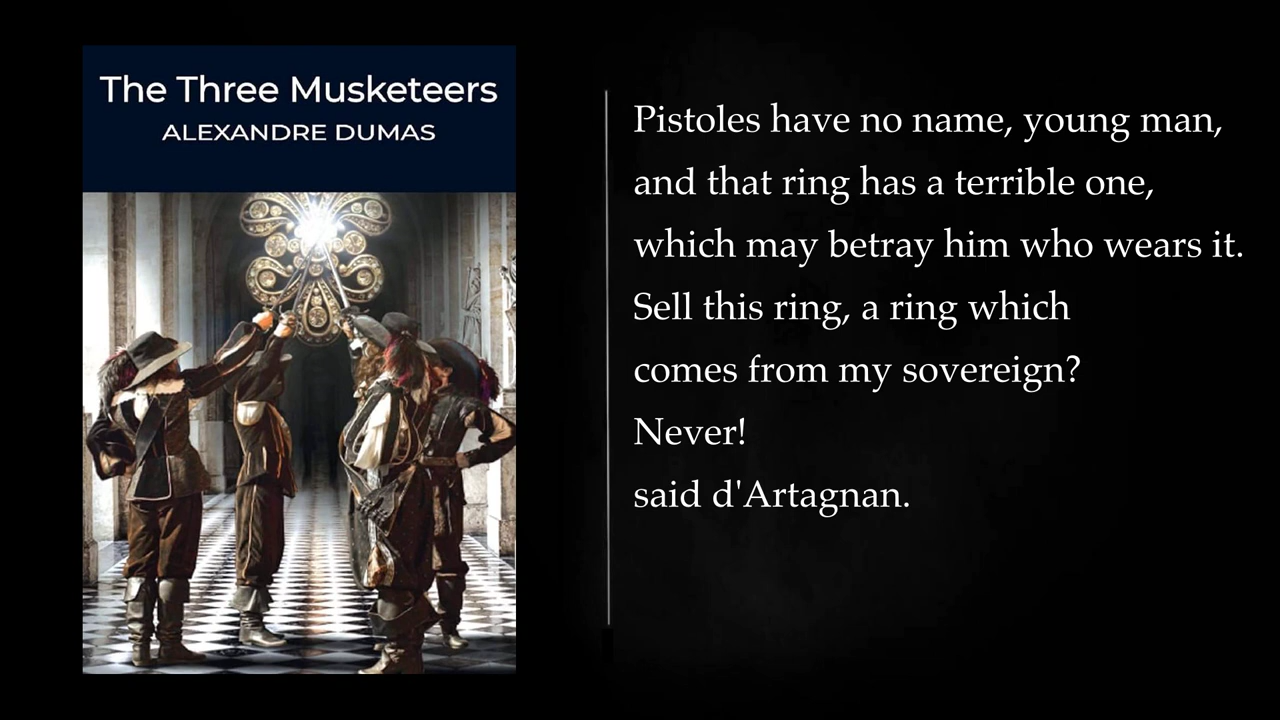 The Three Musketeers
ALEXANDRE DUMAS
Pistoles have no name, young man,
and that ring has a terrible one,
which may betray him who wears it.
Sell this ring, a ring which
comes from my sovereign?
Never!
said d'Artagnan.